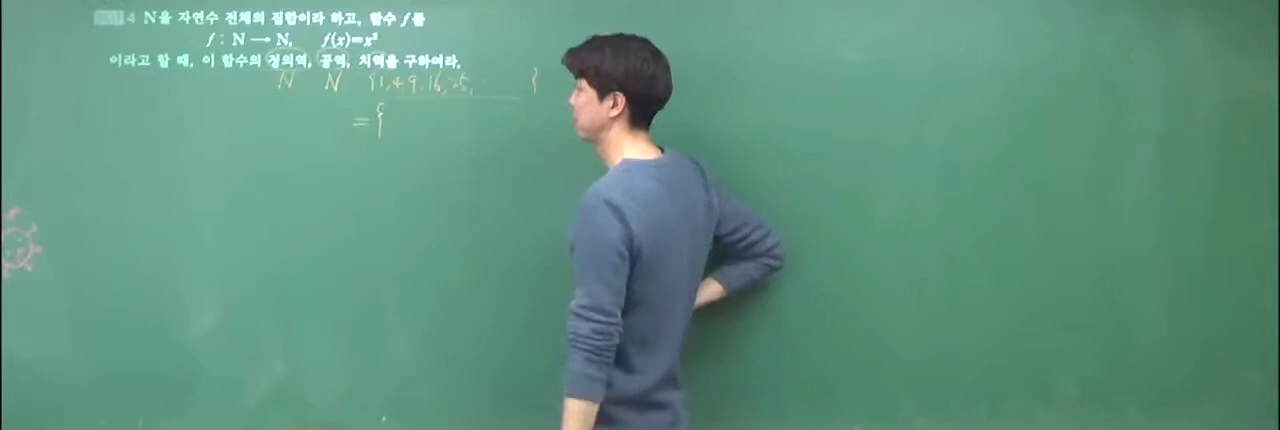 4 N을 자연수 전체의 집합이라 하고, 함수 f를
f : N → N, f(x)=x²
이라고 할 때, 이 함수의 정의역, 공역, 치역을 구하여라.
N N {1, 4, 9, 16, 25, ... }
= {